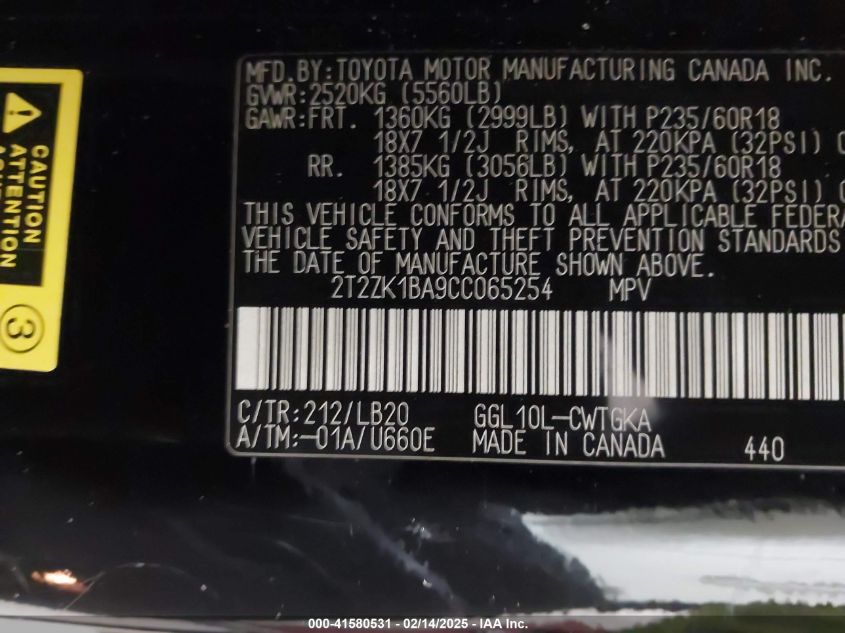 MFD.BY:TOYOTA MOTOR MANUFACTURING CANADA INC.
GVWR:2520KG (5560LB)
GAWR:FRT. 1360KG (2999LB) WITH P235/60R18
18X7 1/2J RIMS, AT 220KPA (32PSI)
RR. 1385KG (3056LB) WITH P235/60R18
18X7 1/2J RIMS, AT 220KPA (32PSI)
THIS VEHICLE CONFORMS TO ALL APPLICABLE FEDERA
VEHICLE SAFETY AND THEFT PREVENTION STANDARDS
THE DATE OF MANUFACTURE SHOWN ABOVE.
2T2ZK1BA9CC065254 MPV
C/TR:212/LB20 GGL10L-CWTGKA
A/TM:-01A/U660E MADE IN CANADA 440
CAUTION
ATTENTION
3
000-41580531 - 02/14/2025 - IAA Inc.